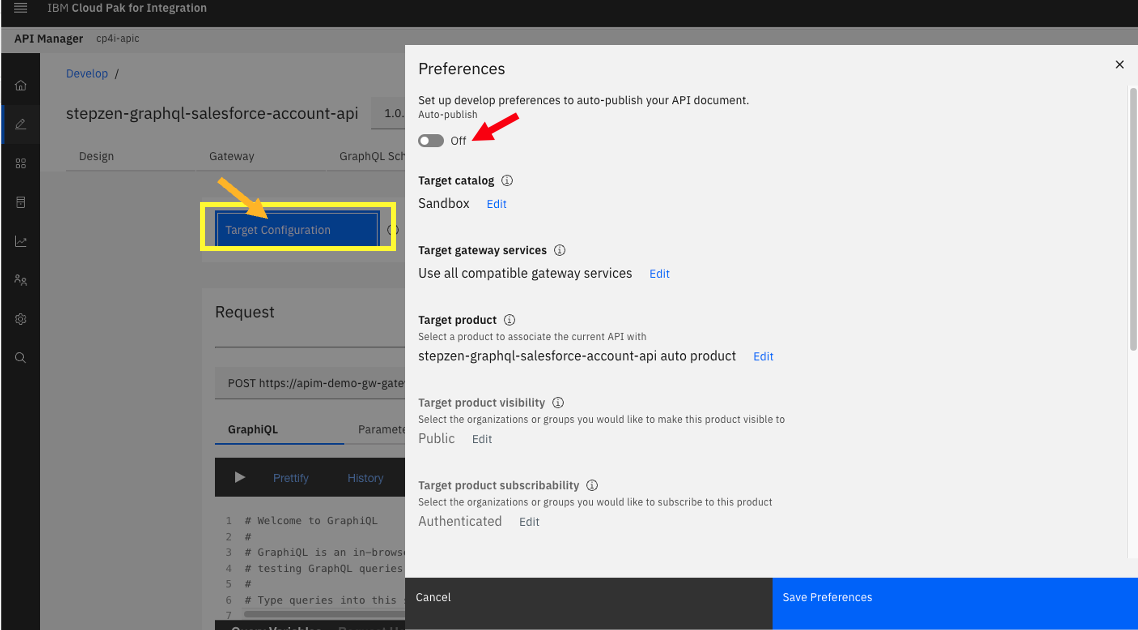 IBM Cloud Pak for Integration
API Manager cp4i-apic
Develop /
stepzen-graphql-salesforce-account-api 1.0.
Design Gateway GraphQL Sch
Target Configuration
Request
POST https://apim-demo-gw-gatew
GraphiQL Paramete
Prettify History
1 # Welcome to GraphiQL
2 #
3 # GraphiQL is an in-browse
4 # testing GraphQL queries
5 #
6 # Type queries into this s
7
Preferences
Set up develop preferences to auto-publish your API document.
Auto-publish
Off
Target catalog
Sandbox Edit
Target gateway services
Use all compatible gateway services Edit
Target product
Select a product to associate the current API with
stepzen-graphql-salesforce-account-api auto product Edit
Target product visibility
Select the organizations or groups you would like to make this product visible to
Public Edit
Target product subscribability
Select the organizations or groups you would like to subscribe to this product
Authenticated Edit
Cancel Save Preferences